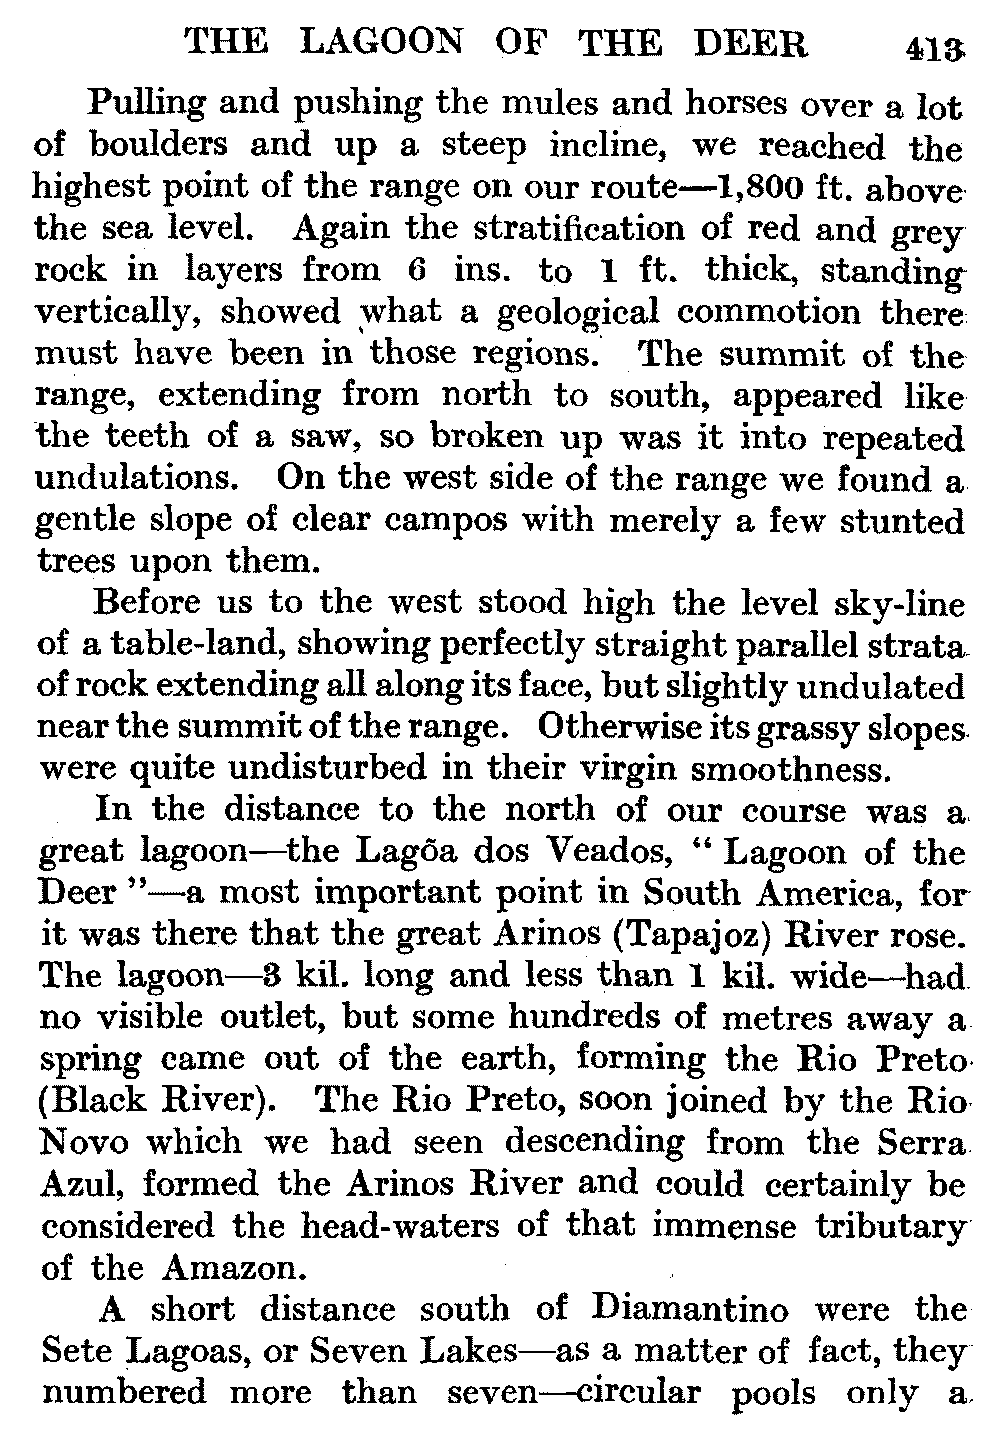 THE LAGOON OF THE DEER 413
Pulling and pushing the mules and horses over a lot
of boulders and up a steep incline, we reached the
highest point of the range on our route—1,800 ft. above
the sea level. Again the stratification of red and grey
rock in layers from 6 ins. to 1 ft. thick, standing
vertically, showed what a geological commotion there
must have been in those regions. The summit of the
range, extending from north to south, appeared like
the teeth of a saw, so broken up was it into repeated
undulations. On the west side of the range we found a
gentle slope of clear campos with merely a few stunted
trees upon them.
Before us to the west stood high the level sky-line
of a table-land, showing perfectly straight parallel strata
of rock extending all along its face, but slightly undulated
near the summit of the range. Otherwise its grassy slopes
were quite undisturbed in their virgin smoothness.
In the distance to the north of our course was a
great lagoon—the Lagõa dos Veados, “ Lagoon of the
Deer ”—a most important point in South America, for
it was there that the great Arinos (Tapajoz) River rose.
The lagoon—3 kil. long and less than 1 kil. wide—had
no visible outlet, but some hundreds of metres away a
spring came out of the earth, forming the Rio Preto
(Black River). The Rio Preto, soon joined by the Rio
Novo which we had seen descending from the Serra
Azul, formed the Arinos River and could certainly be
considered the head-waters of that immense tributary
of the Amazon.
A short distance south of Diamantino were the
Sete Lagoas, or Seven Lakes—as a matter of fact, they
numbered more than seven—circular pools only a